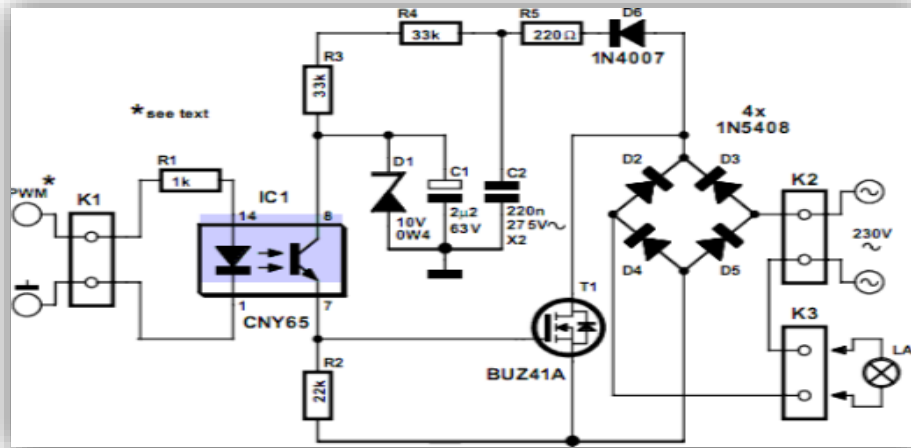 R4
33k
R5
220Ω
D6
1N4007
R3
33k
*see text
4x
1N5408
D1
10V
0W4
C1
2µ2
63V
C2
220n
275V~
X2
D2
D3
D4
D5
K2
230V
~
PWM *
K1
R1
1k
IC1
14
8
1
7
CNY65
T1
BUZ41A
R2
22k
K3
LA